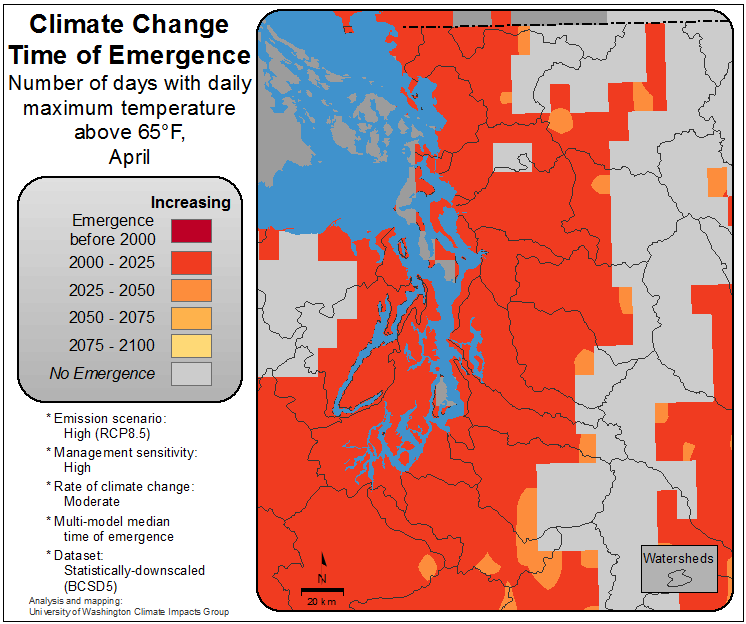 Climate Change
Time of Emergence
Number of days with daily
maximum temperature
above 65°F,
April
Increasing
Emergence
before 2000
2000 - 2025
2025 - 2050
2050 - 2075
2075 - 2100
No Emergence
* Emission scenario:
High (RCP8.5)
* Management sensitivity:
High
* Rate of climate change:
Moderate
* Multi-model median
time of emergence
* Dataset:
Statistically-downscaled
(BCSD5)
Analysis and mapping:
University of Washington Climate Impacts Group
N
20 km
Watersheds